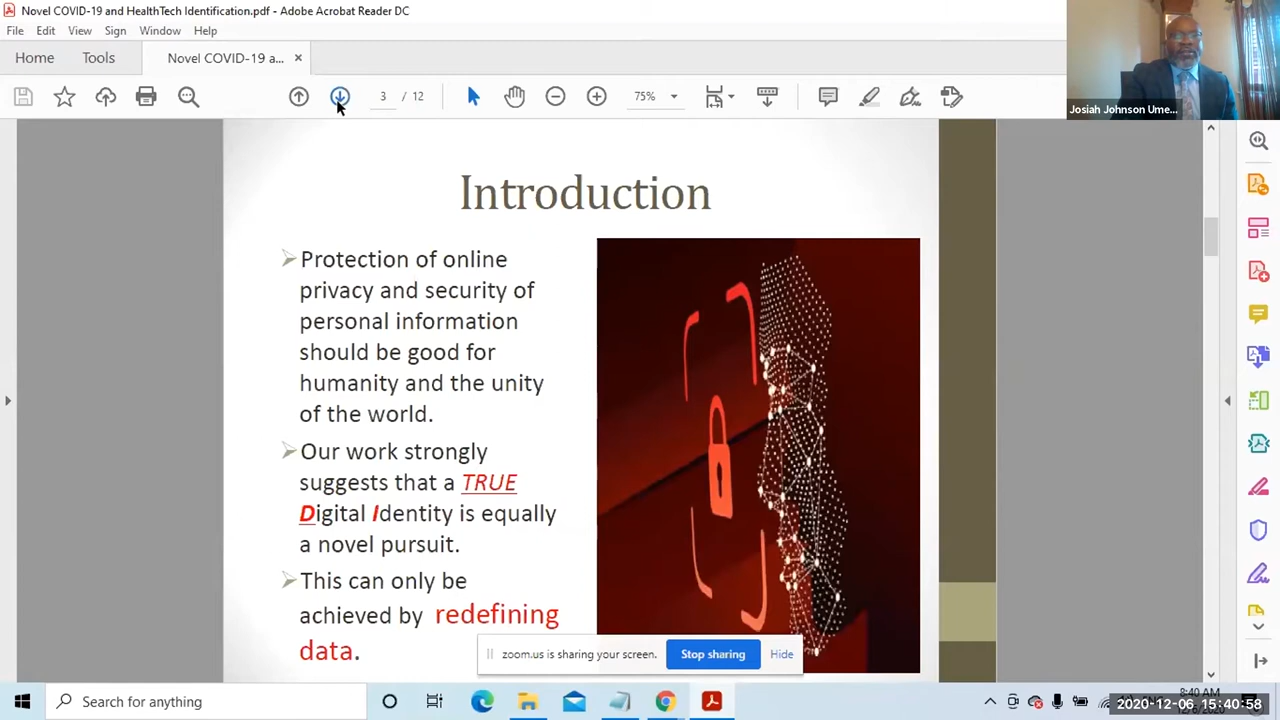 Novel COVID-19 and HealthTech Identification.pdf - Adobe Acrobat Reader DC
File Edit View Sign Window Help
Home Tools Novel COVID-19 a...
3 / 12 75%
Josiah Johnson Ume...
Introduction
Protection of online
privacy and security of
personal information
should be good for
humanity and the unity
of the world.
Our work strongly
suggests that a TRUE
Digital Identity is equally
a novel pursuit.
This can only be
achieved by redefining
data.
zoom.us is sharing your screen. Stop sharing Hide
Search for anything
8:40 AM
2020-12-06, 15:40:58